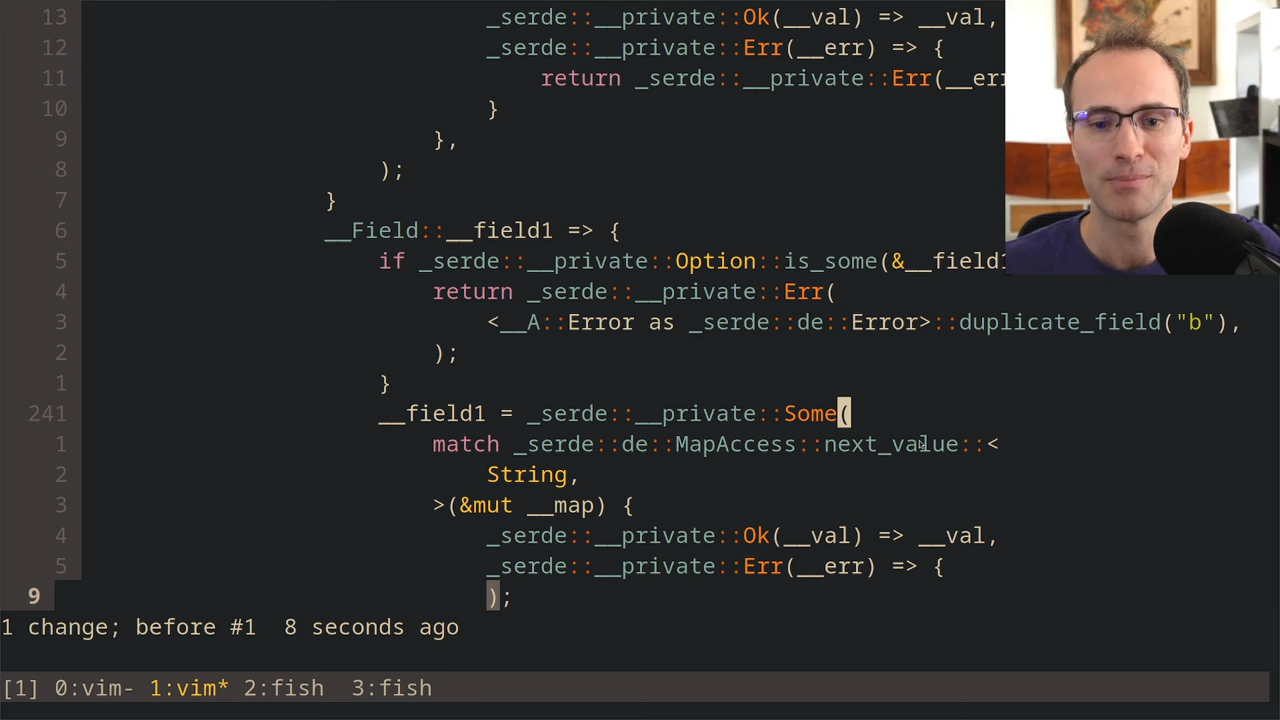 13 _serde::__private::Ok(__val) => __val,
12 _serde::__private::Err(__err) => {
11 return _serde::__private::Err(__err
10 }
9 },
8 );
7 }
6 __Field::__field1 => {
5 if _serde::__private::Option::is_some(&__field1
4 return _serde::__private::Err(
3 <__A::Error as _serde::de::Error>::duplicate_field("b"),
2 );
1 }
241 __field1 = _serde::__private::Some(
1 match _serde::de::MapAccess::next_value::<
2 String,
3 >(&mut __map) {
4 _serde::__private::Ok(__val) => __val,
5 _serde::__private::Err(__err) => {
9 );
1 change; before #1 8 seconds ago
[1] 0:vim- 1:vim* 2:fish 3:fish